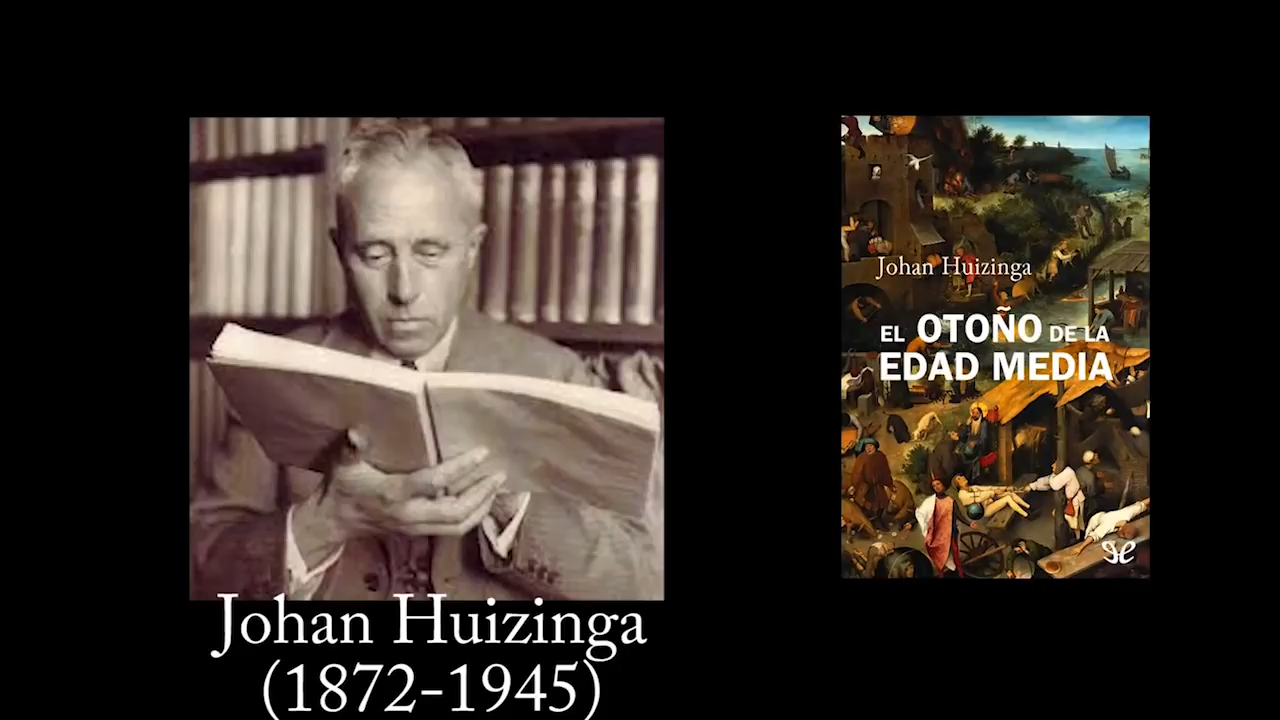 Johan Huizinga
(1872-1945)
Johan Huizinga
EL OTOÑO DE LA
EDAD MEDIA